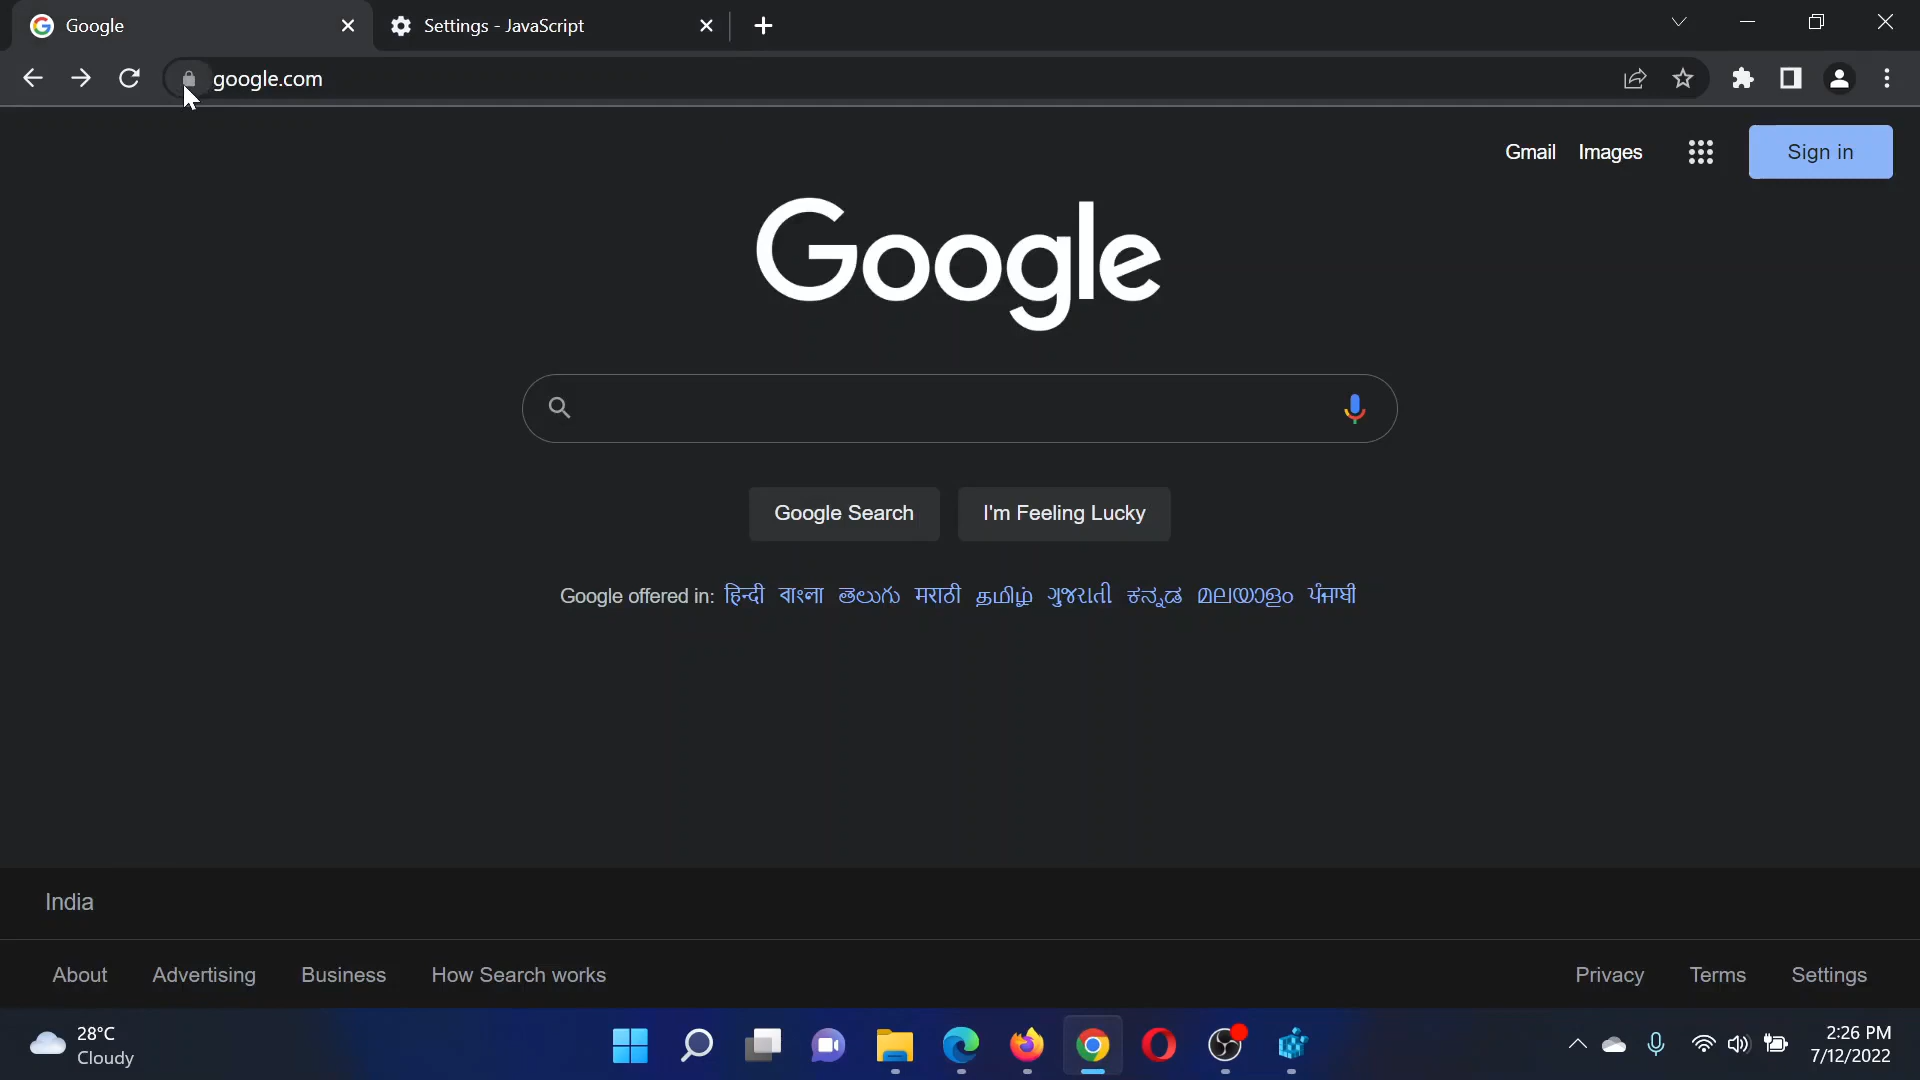 Google
Settings - JavaScript
google.com
Gmail Images Sign in
Google
Google Search I'm Feeling Lucky
Google offered in: हिन्दी বাংলা తెలుగు मराठी தமிழ் ગુજરાતી ಕನ್ನಡ മലയാളം ਪੰਜਾਬੀ
India
About Advertising Business How Search works Privacy Terms Settings
28°C
Cloudy
2:26 PM
7/12/2022